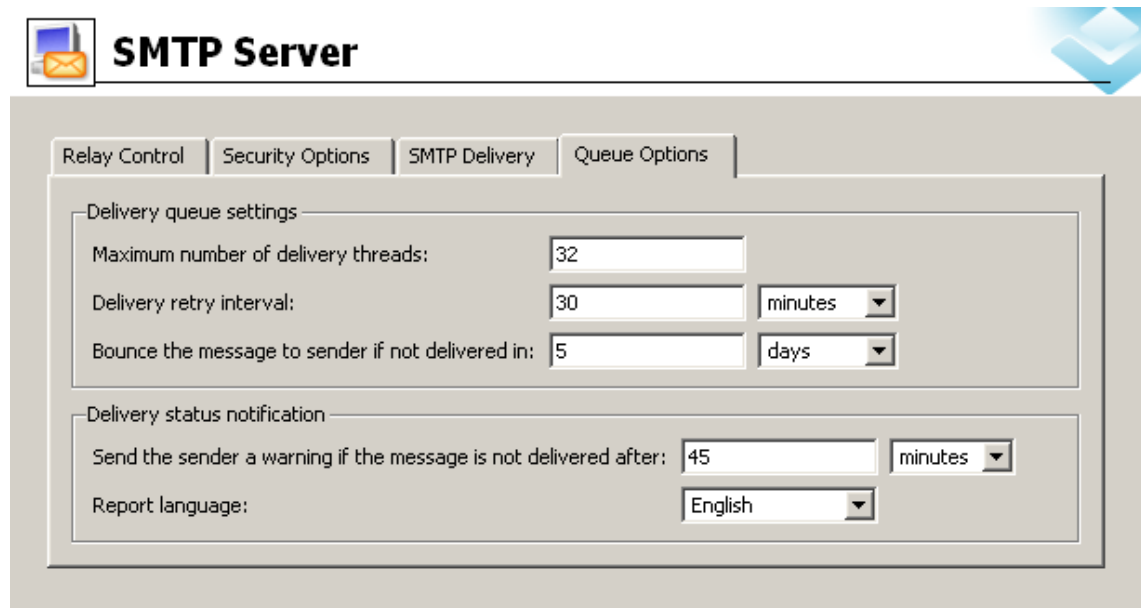 SMTP Server
Relay Control Security Options SMTP Delivery Queue Options
Delivery queue settings
Maximum number of delivery threads: 32
Delivery retry interval: 30 minutes
Bounce the message to sender if not delivered in: 5 days
Delivery status notification
Send the sender a warning if the message is not delivered after: 45 minutes
Report language: English